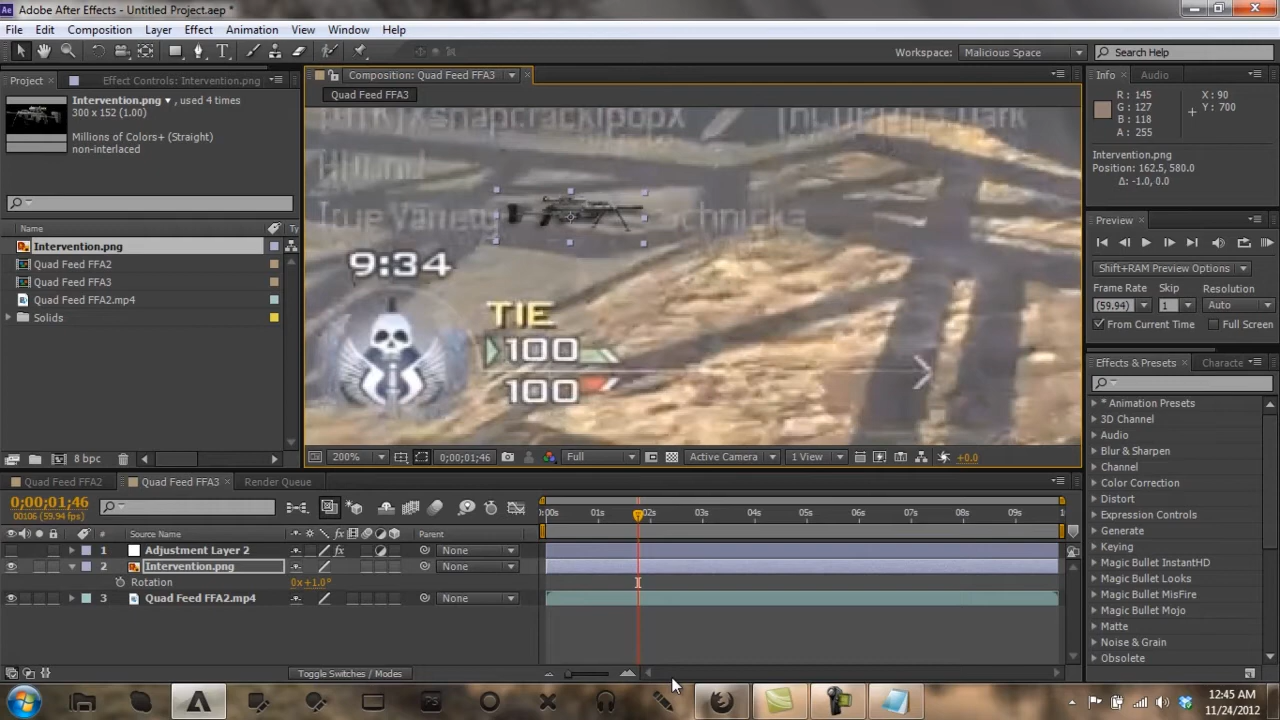 Adobe After Effects - Untitled Project.aep *
File Edit Composition Layer Effect Animation View Window Help
Workspace: Malicious Space Search Help
Project Effect Controls: Intervention.png
Composition: Quad Feed FFA3
Info Audio
Intervention.png ▾, used 4 times
300 x 152 (1.00)
Millions of Colors+ (Straight)
non-interlaced
Quad Feed FFA3
R : 145 X : 90
G : 127 Y : 700
B : 118
A : 255
Intervention.png
Position: 162.5, 580.0
Δ: -1.0, 0.0
Preview
Shift+RAM Preview Options
Frame Rate Skip Resolution
(59.94) 1 Auto
From Current Time Full Screen
Effects & Presets Characte
* Animation Presets
3D Channel
Audio
Blur & Sharpen
Channel
Color Correction
Distort
Expression Controls
Generate
Keying
Magic Bullet InstantHD
Magic Bullet Looks
Magic Bullet MisFire
Magic Bullet Mojo
Matte
Noise & Grain
Obsolete
Name Ty
Intervention.png
Quad Feed FFA2
Quad Feed FFA3
Quad Feed FFA2.mp4
Solids
8 bpc
9:34
TIE
100
100
200% 0;00;01;46 Full Active Camera 1 View +0.0
Quad Feed FFA2 Quad Feed FFA3 Render Queue
0;00;01;46
00106 (59.94 fps)
01s 02s 03s 04s 05s 06s 07s 08s 09s
# Source Name Parent
1 Adjustment Layer 2 None
2 Intervention.png None
Rotation 0x+1.0°
3 Quad Feed FFA2.mp4 None
Toggle Switches / Modes
12:45 AM
11/24/2012